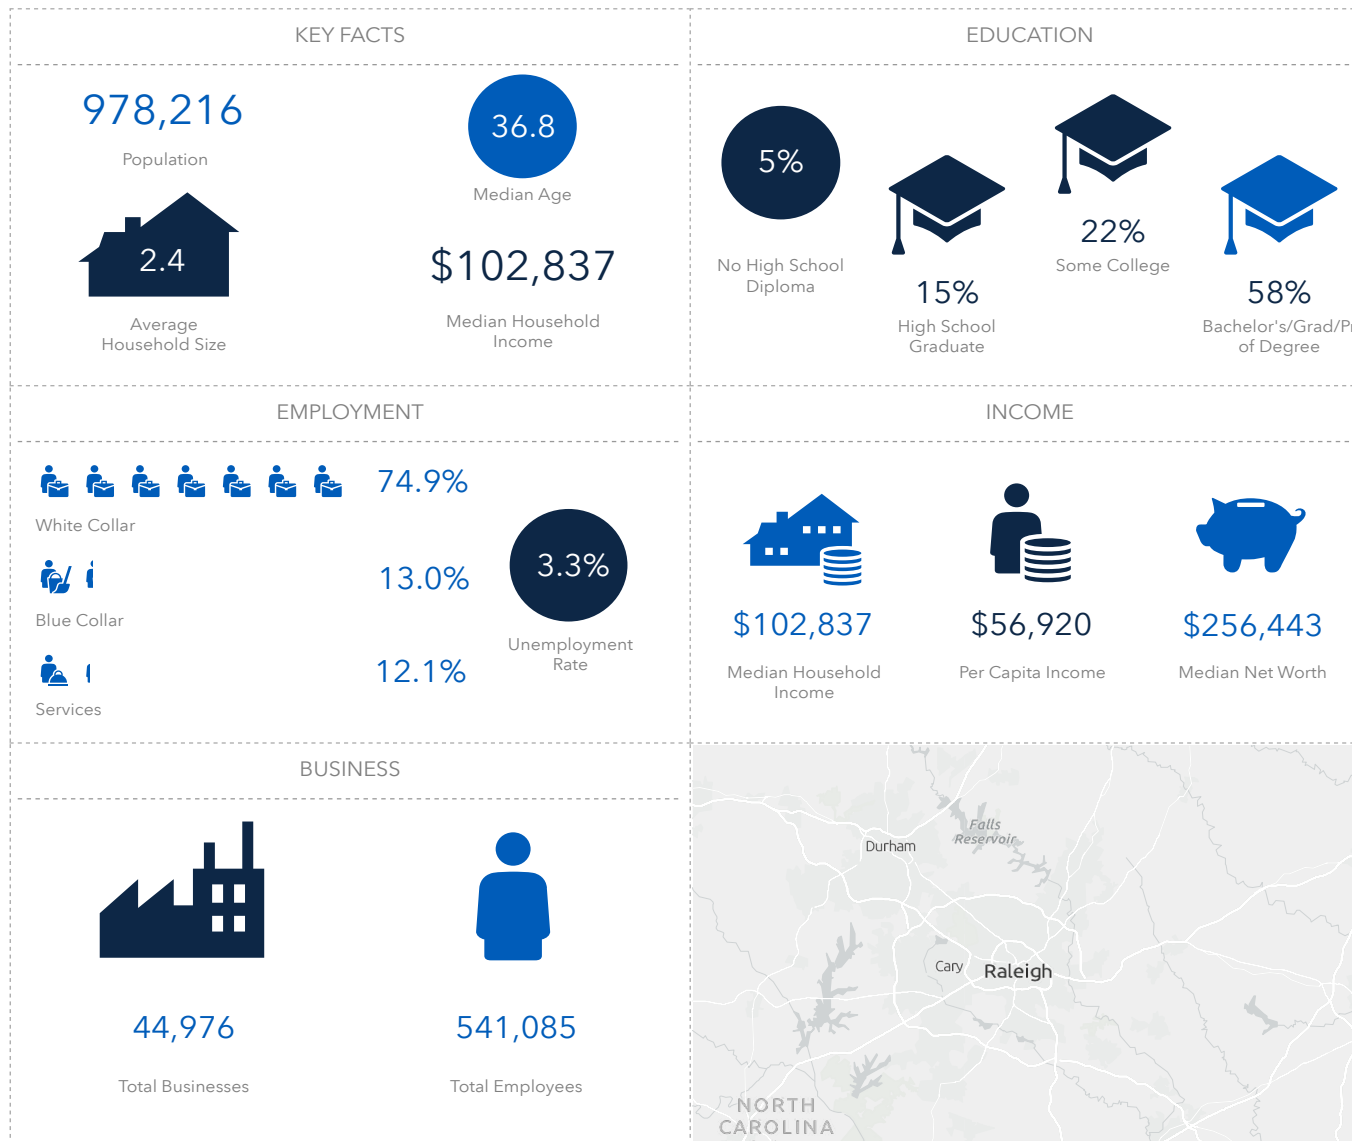 KEY FACTS
978,216
Population
36.8
Median Age
2.4
Average
Household Size
$102,837
Median Household
Income
EDUCATION
5%
No High School
Diploma
15%
High School
Graduate
22%
Some College
58%
Bachelor's/Grad/Pr
of Degree
EMPLOYMENT
74.9%
White Collar
13.0%
Blue Collar
12.1%
Services
3.3%
Unemployment
Rate
INCOME
$102,837
Median Household
Income
$56,920
Per Capita Income
$256,443
Median Net Worth
BUSINESS
44,976
Total Businesses
541,085
Total Employees
Falls
Reservoir
Durham
Cary
Raleigh
NORTH
CAROLINA